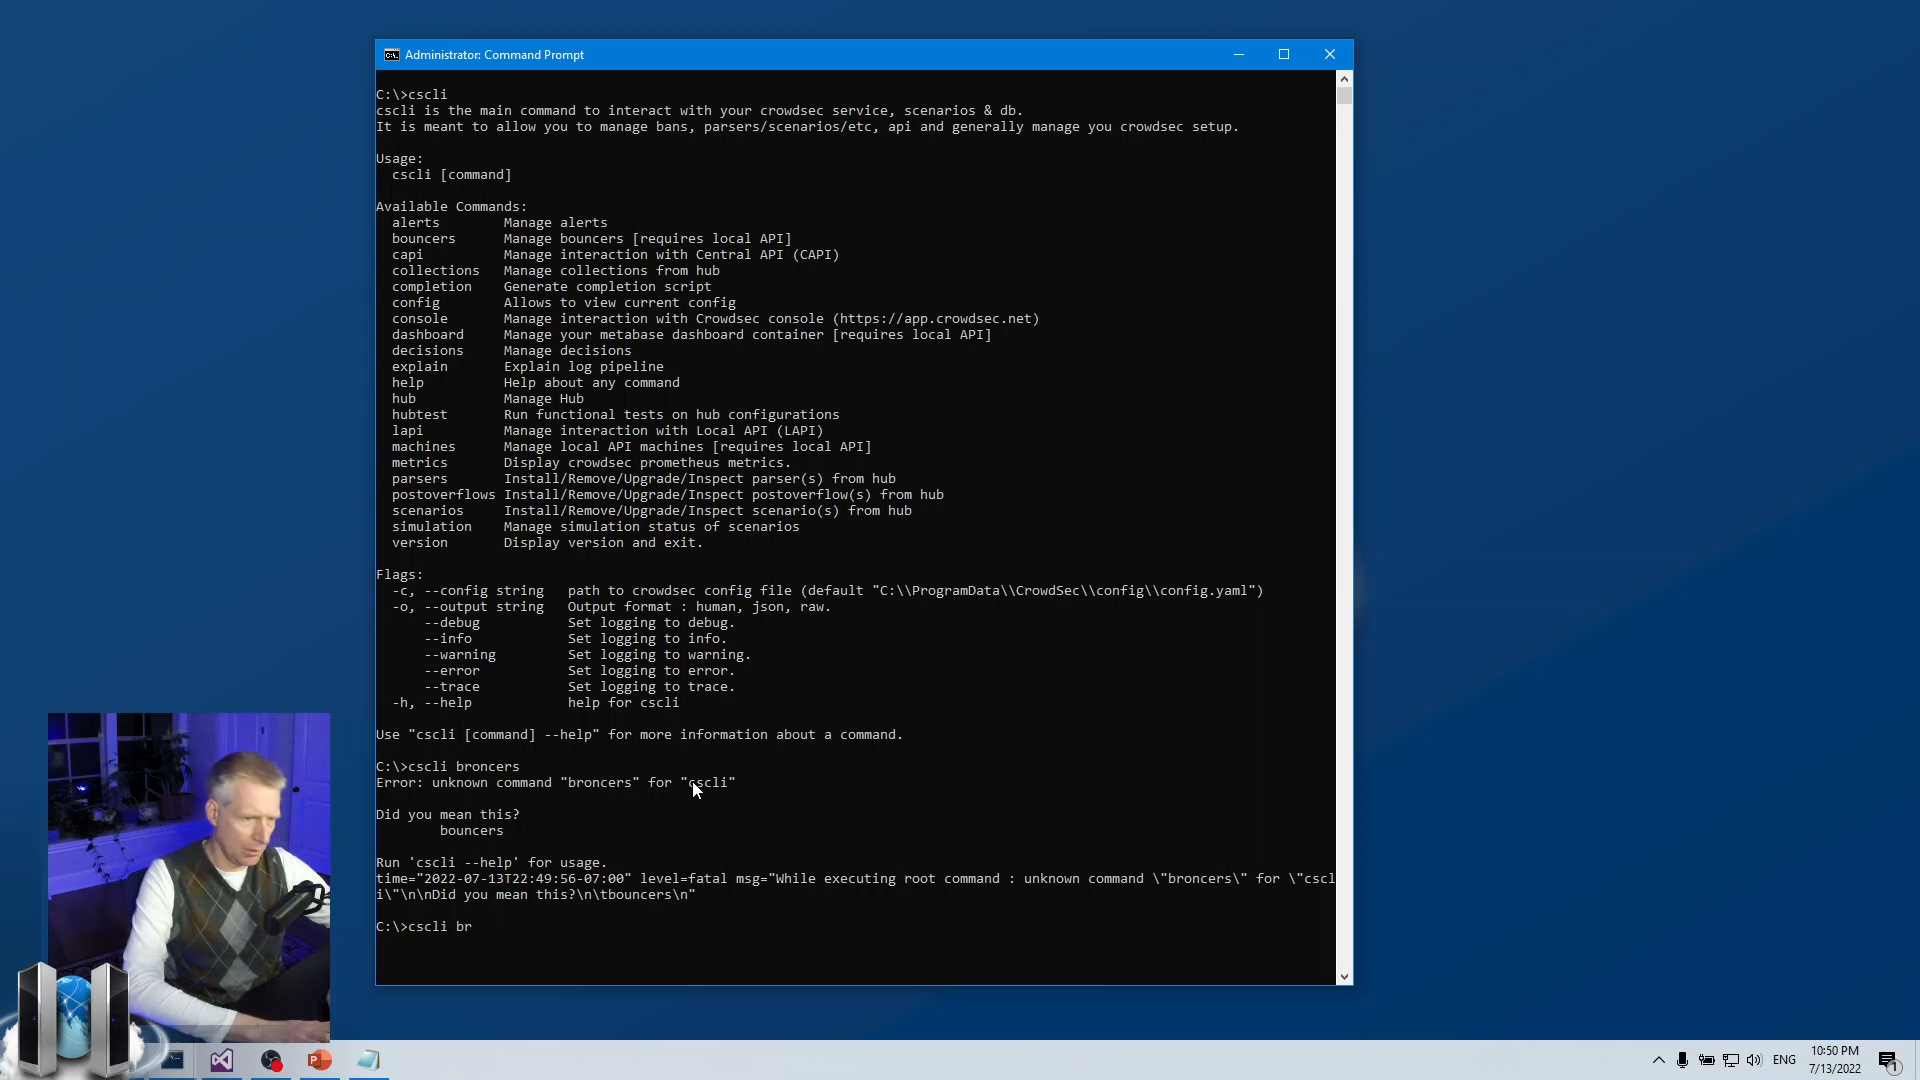 Administrator: Command Prompt
C:\>cscli
cscli is the main command to interact with your crowdsec service, scenarios & db.
It is meant to allow you to manage bans, parsers/scenarios/etc, api and generally manage you crowdsec setup.
Usage:
cscli [command]
Available Commands:
alerts Manage alerts
bouncers Manage bouncers [requires local API]
capi Manage interaction with Central API (CAPI)
collections Manage collections from hub
completion Generate completion script
config Allows to view current config
console Manage interaction with Crowdsec console (https://app.crowdsec.net)
dashboard Manage your metabase dashboard container [requires local API]
decisions Manage decisions
explain Explain log pipeline
help Help about any command
hub Manage Hub
hubtest Run functional tests on hub configurations
lapi Manage interaction with Local API (LAPI)
machines Manage local API machines [requires local API]
metrics Display crowdsec prometheus metrics.
parsers Install/Remove/Upgrade/Inspect parser(s) from hub
postoverflows Install/Remove/Upgrade/Inspect postoverflow(s) from hub
scenarios Install/Remove/Upgrade/Inspect scenario(s) from hub
simulation Manage simulation status of scenarios
version Display version and exit.
Flags:
-c, --config string path to crowdsec config file (default "C:\\ProgramData\\CrowdSec\\config\\config.yaml")
-o, --output string Output format : human, json, raw.
--debug Set logging to debug.
--info Set logging to info.
--warning Set logging to warning.
--error Set logging to error.
--trace Set logging to trace.
-h, --help help for cscli
Use "cscli [command] --help" for more information about a command.
C:\>cscli broncers
Error: unknown command "broncers" for "cscli"
Did you mean this?
bouncers
Run 'cscli --help' for usage.
time="2022-07-13T22:49:56-07:00" level=fatal msg="While executing root command : unknown command \"broncers\" for \"cscl
i\"\n\nDid you mean this?\n\tbouncers\n"
C:\>cscli br
ENG
10:50 PM
7/13/2022
1